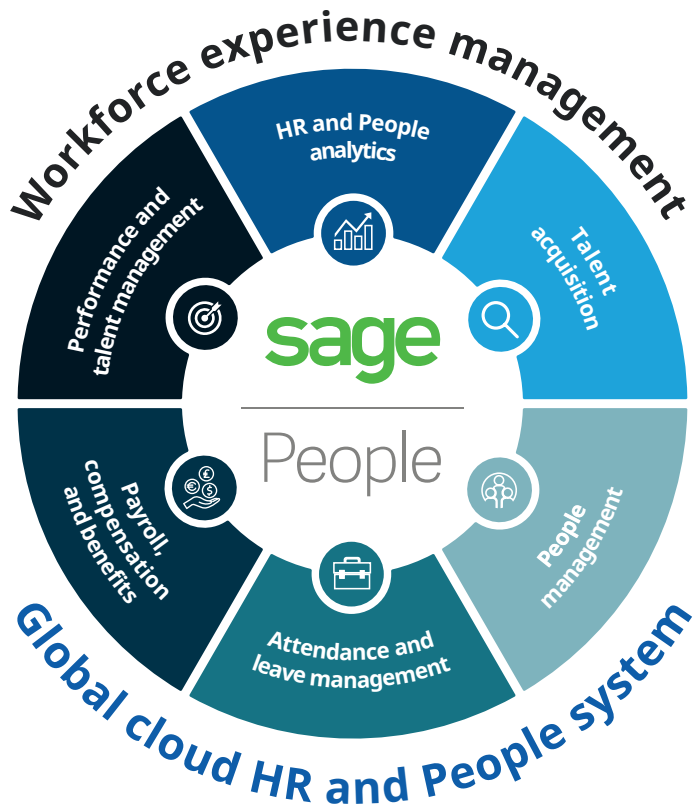 Workforce experience management
HR and People
analytics
Talent
acquisition
People
management
Attendance and
leave management
Payroll,
compensation
and benefits
Performance and
talent management
sage
People
Global cloud HR and People system